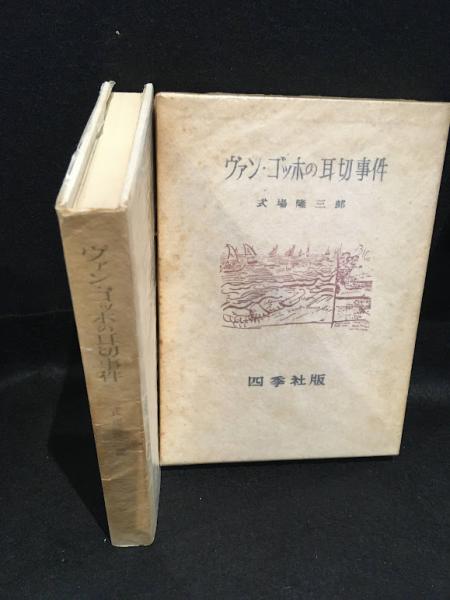 ヴァン・ゴッホの耳切事件
式場隆三郎
四季社版
ヴァン・ゴッホの耳切事件
式